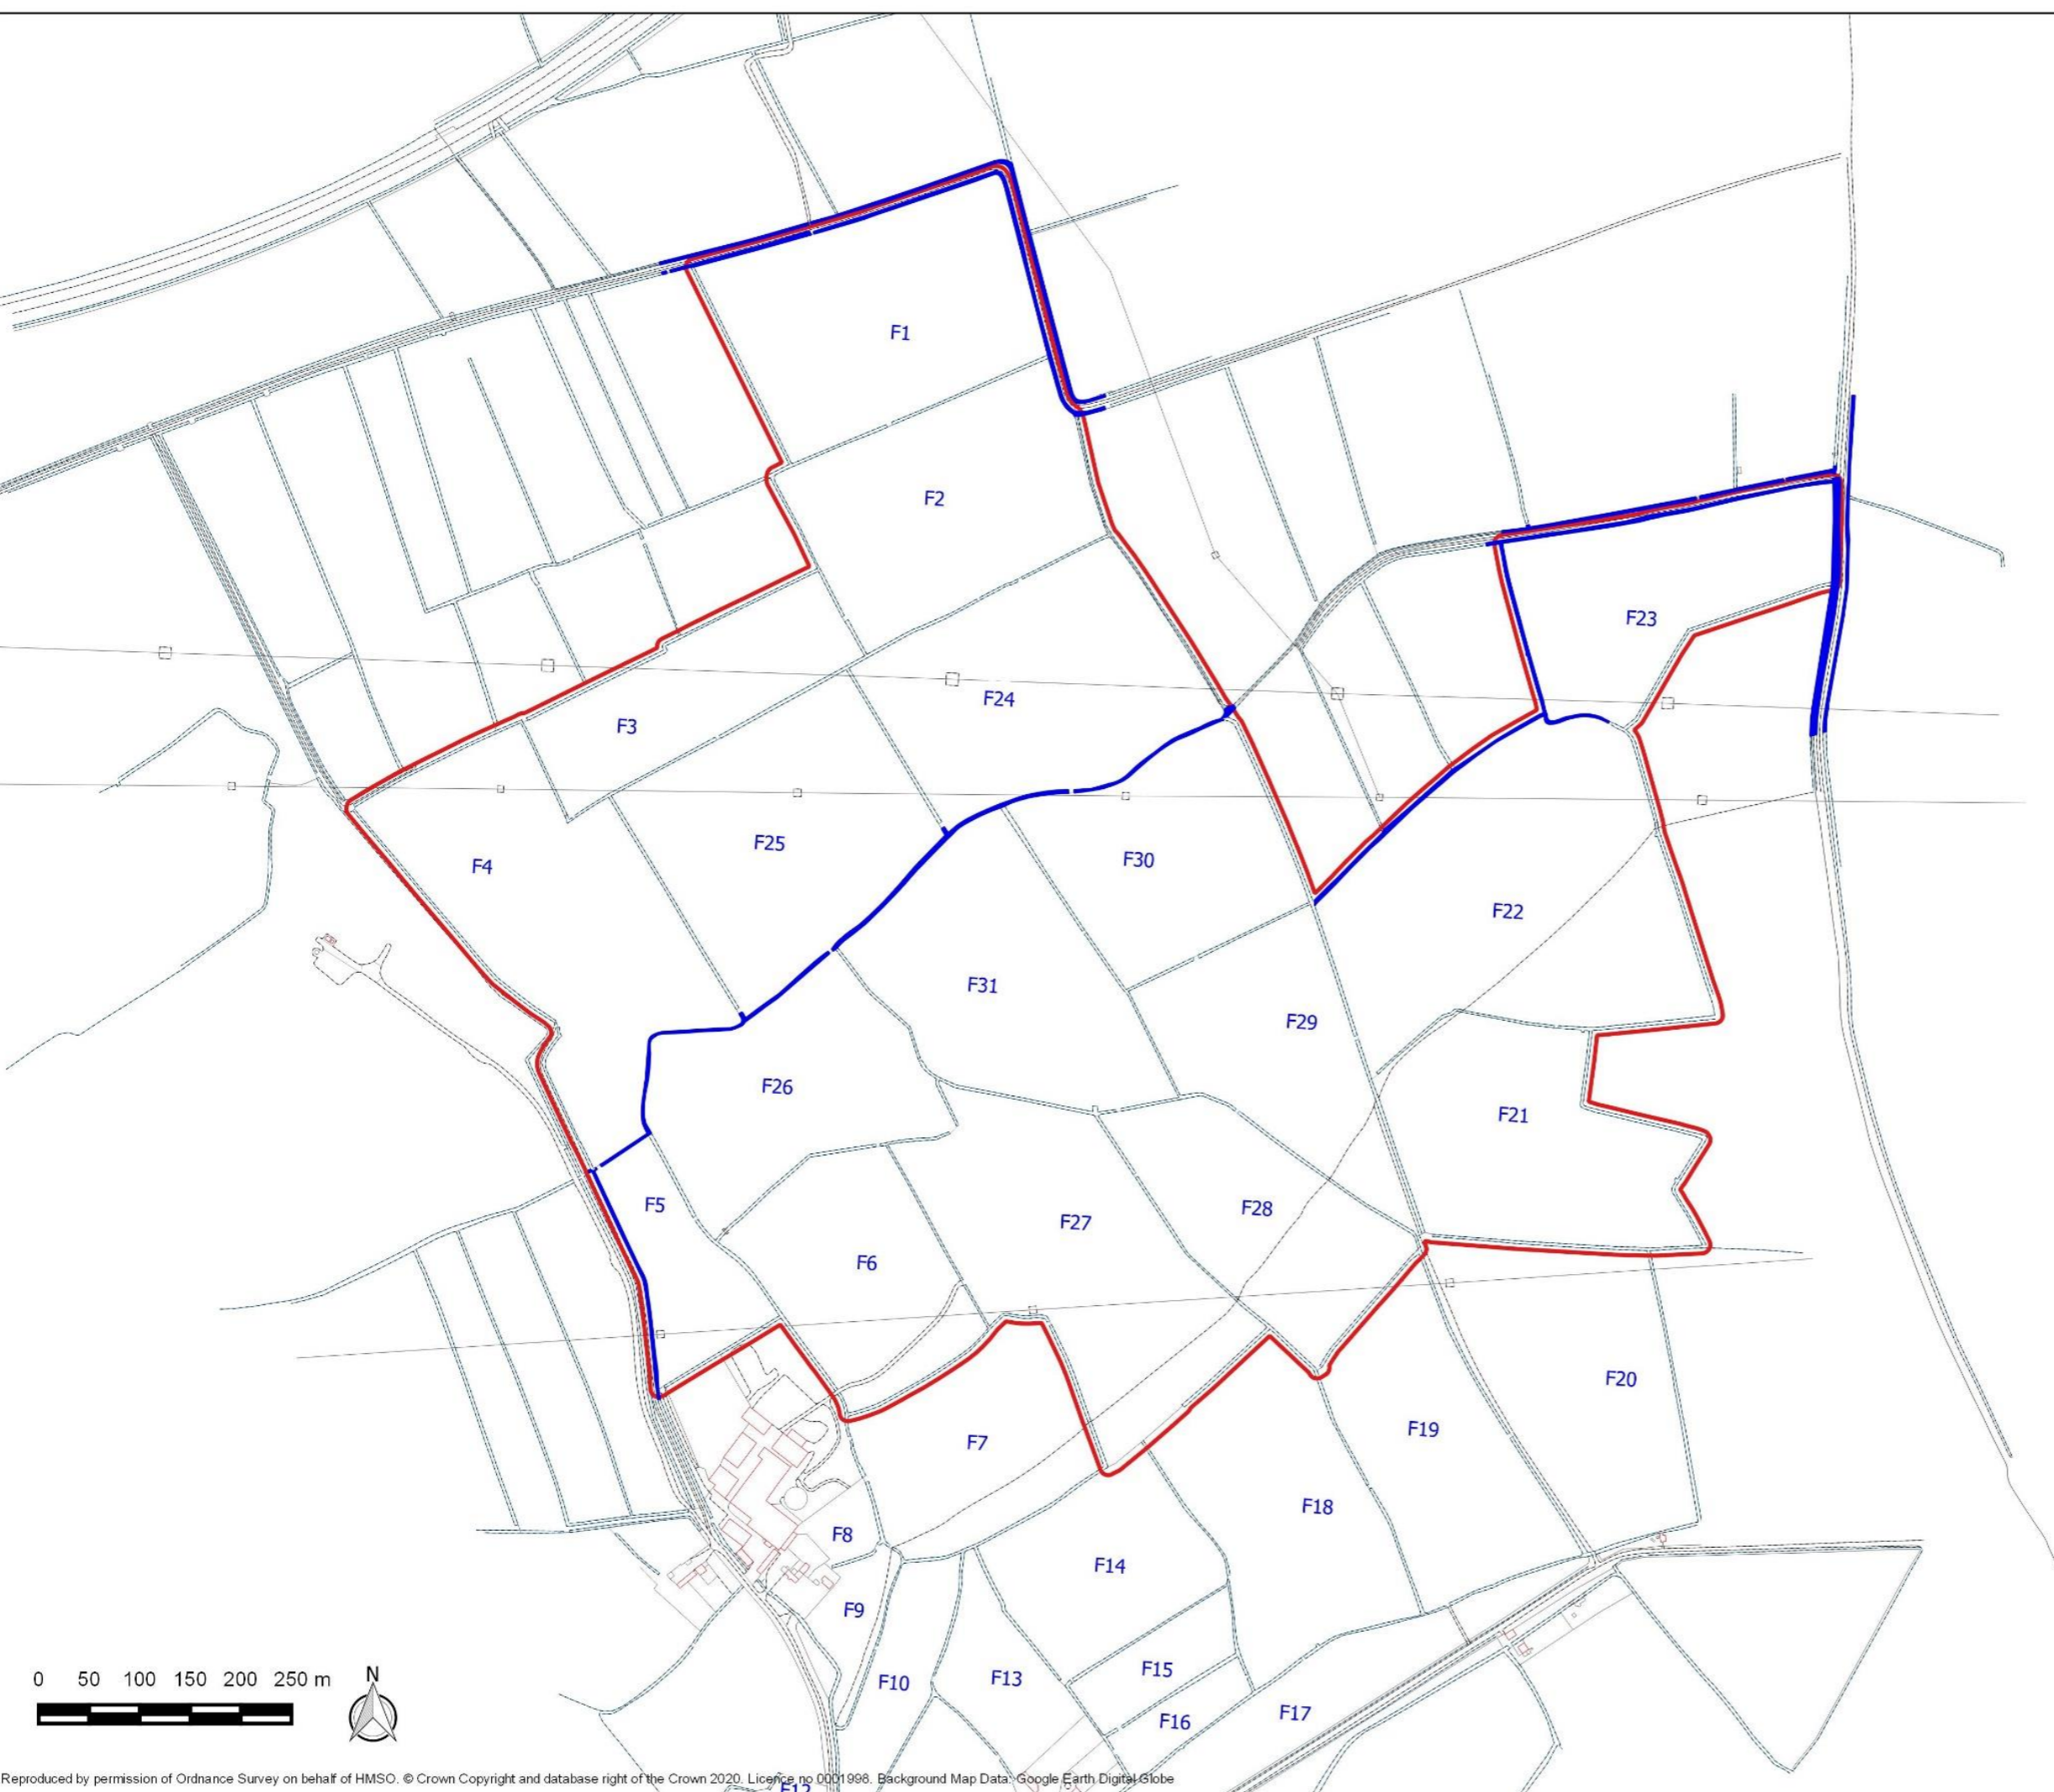 F1
F2
F23
F24
F3
F25
F4
F30
F22
F31
F29
F26
F21
F5
F28
F27
F6
F20
F19
F7
F18
F8
F14
F9
F15
F13
F10
F17
F16
0 50 100 150 200 250 m
N
Reproduced by permission of Ordnance Survey on behalf of HMSO. © Crown Copyright and database right of the Crown 2020. Licence no 0001998. Background Map Data: Google Earth Digital Globe
F12